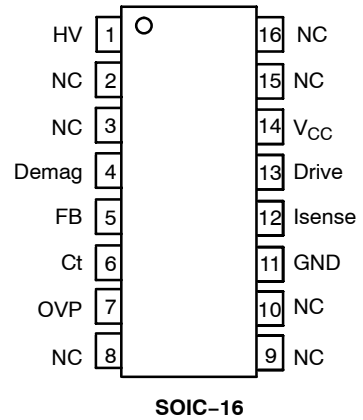 HV 1 16 NC
NC 2 15 NC
NC 3 14 VCC
Demag 4 13 Drive
FB 5 12 Isense
Ct 6 11 GND
OVP 7 10 NC
NC 8 9 NC
SOIC–16